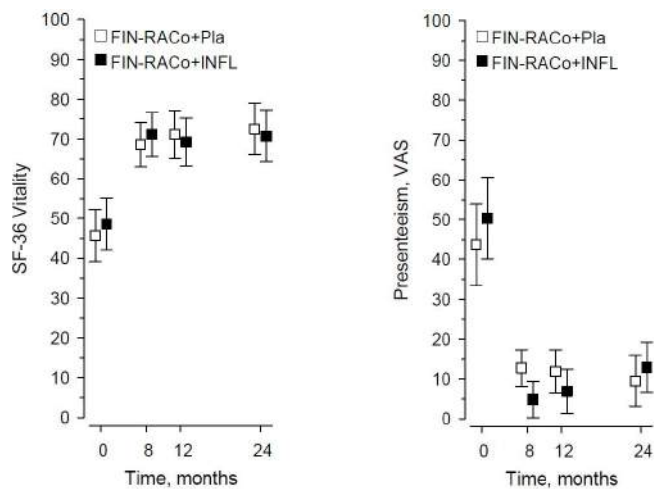 100
90
80
70
60
50
40
30
20
10
0
SF-36 Vitality
FIN-RACo+Pla
FIN-RACo+INFL
0 8 12 24
Time, months
100
90
80
70
60
50
40
30
20
10
0
Presenteeism, VAS
FIN-RACo+Pla
FIN-RACo+INFL
0 8 12 24
Time, months